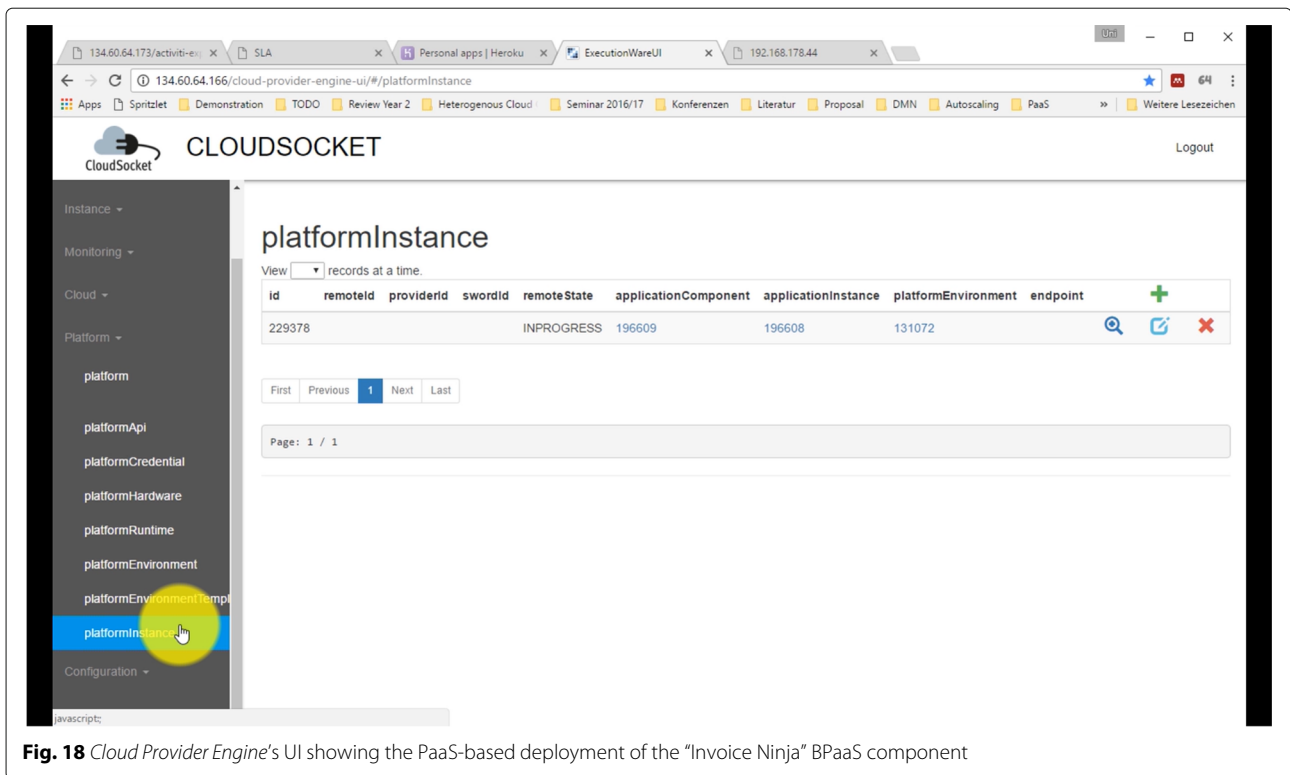 Uni
134.60.64.173/activiti-ex
SLA
Personal apps | Heroku
ExecutionWareUI
192.168.178.44
134.60.64.166/cloud-provider-engine-ui/#/platformInstance
64
Apps Spritzlet Demonstration TODO Review Year 2 Heterogenous Cloud Seminar 2016/17 Konferenzen Literatur Proposal DMN Autoscaling PaaS » Weitere Lesezeichen
CloudSocket
CLOUDSOCKET
Logout
Instance
Monitoring
Cloud
Platform
platform
platformApi
platformCredential
platformHardware
platformRuntime
platformEnvironment
platformEnvironmentTempl
platformInstance
Configuration
javascript:;
platformInstance
View records at a time.
id remoteId providerId swordId remoteState applicationComponent applicationInstance platformEnvironment endpoint
229378 INPROGRESS 196609 196608 131072
First Previous 1 Next Last
Page: 1 / 1
Fig. 18 Cloud Provider Engine's UI showing the PaaS-based deployment of the “Invoice Ninja” BPaaS component